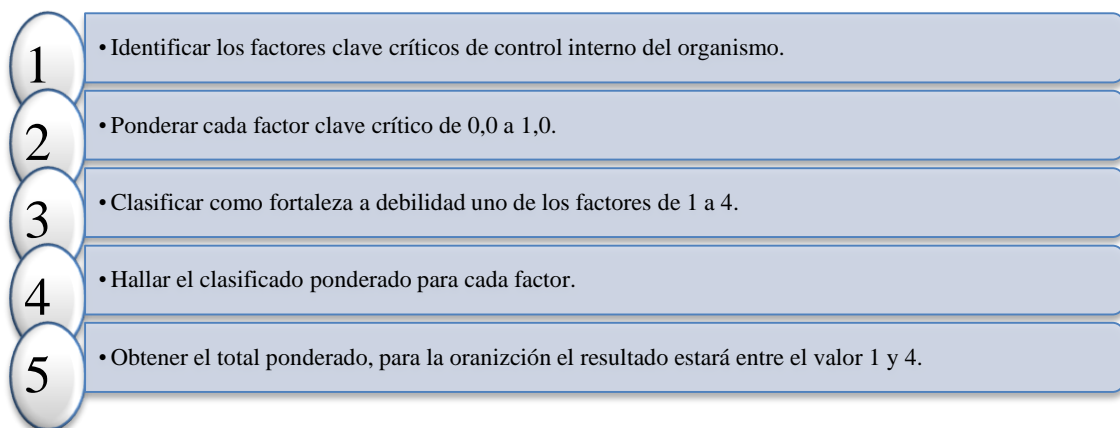 1
• Identificar los factores clave críticos de control interno del organismo.
2
• Ponderar cada factor clave crítico de 0,0 a 1,0.
3
• Clasificar como fortaleza a debilidad uno de los factores de 1 a 4.
4
• Hallar el clasificado ponderado para cada factor.
5
• Obtener el total ponderado, para la oranizción el resultado estará entre el valor 1 y 4.